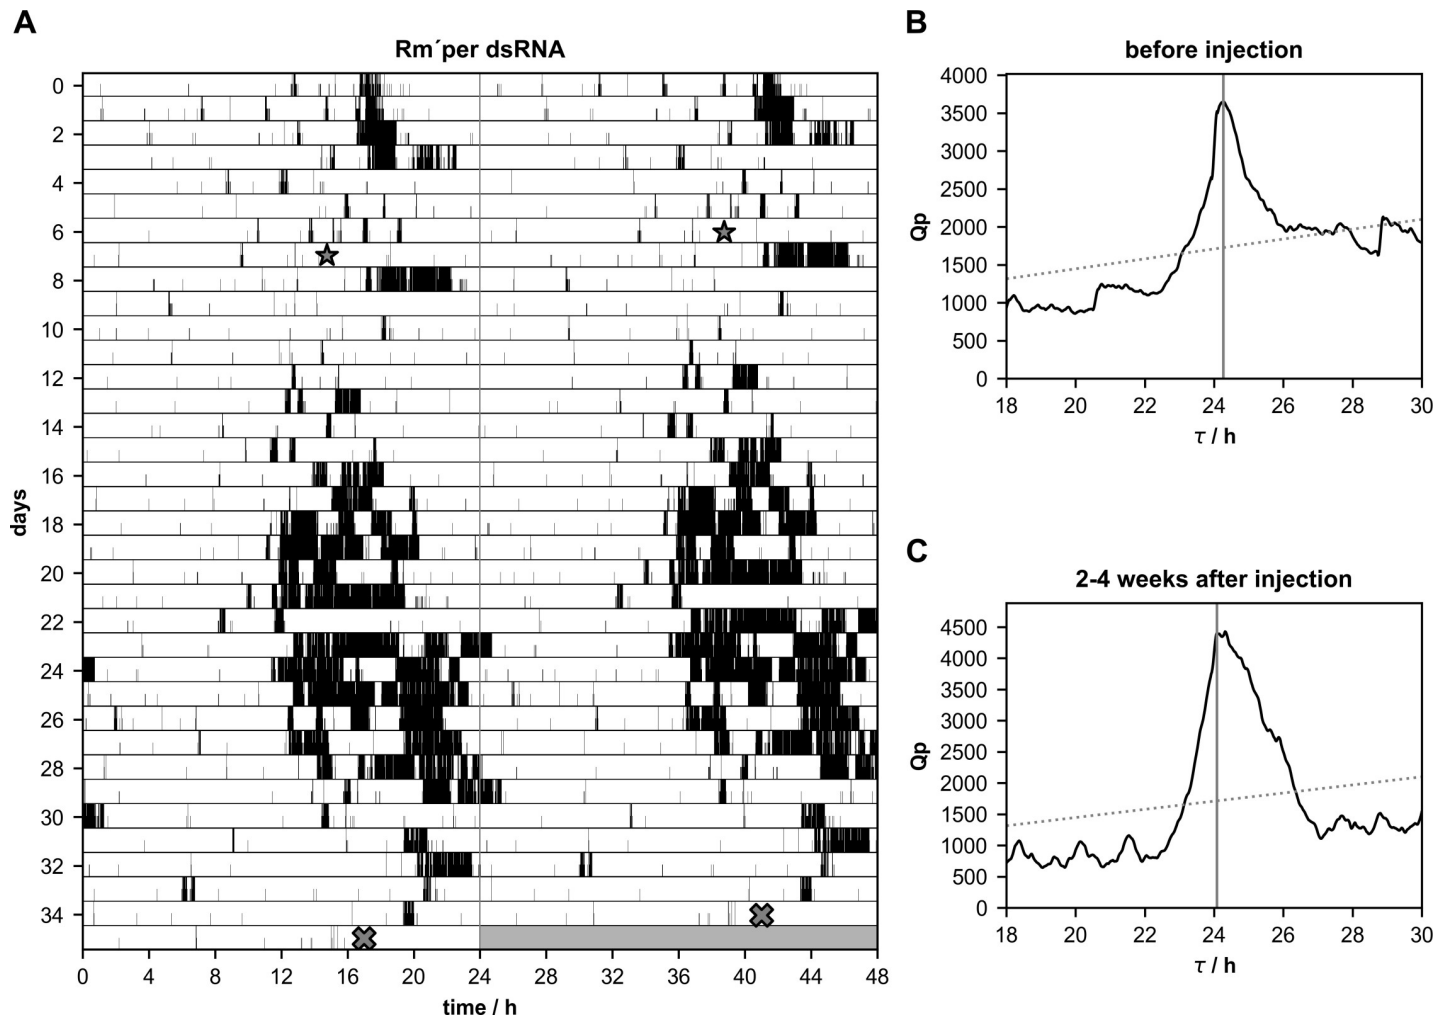 A
Rm´per dsRNA
0
2
4
6
8
10
12
14
16
18
20
22
24
26
28
30
32
34
days
0 4 8 12 16 20 24 28 32 36 40 44 48
time / h
B
before injection
4000
3500
3000
2500
2000
1500
1000
500
0
Qp
18 20 22 24 26 28 30
τ / h
C
2-4 weeks after injection
4500
4000
3500
3000
2500
2000
1500
1000
500
0
Qp
18 20 22 24 26 28 30
τ / h